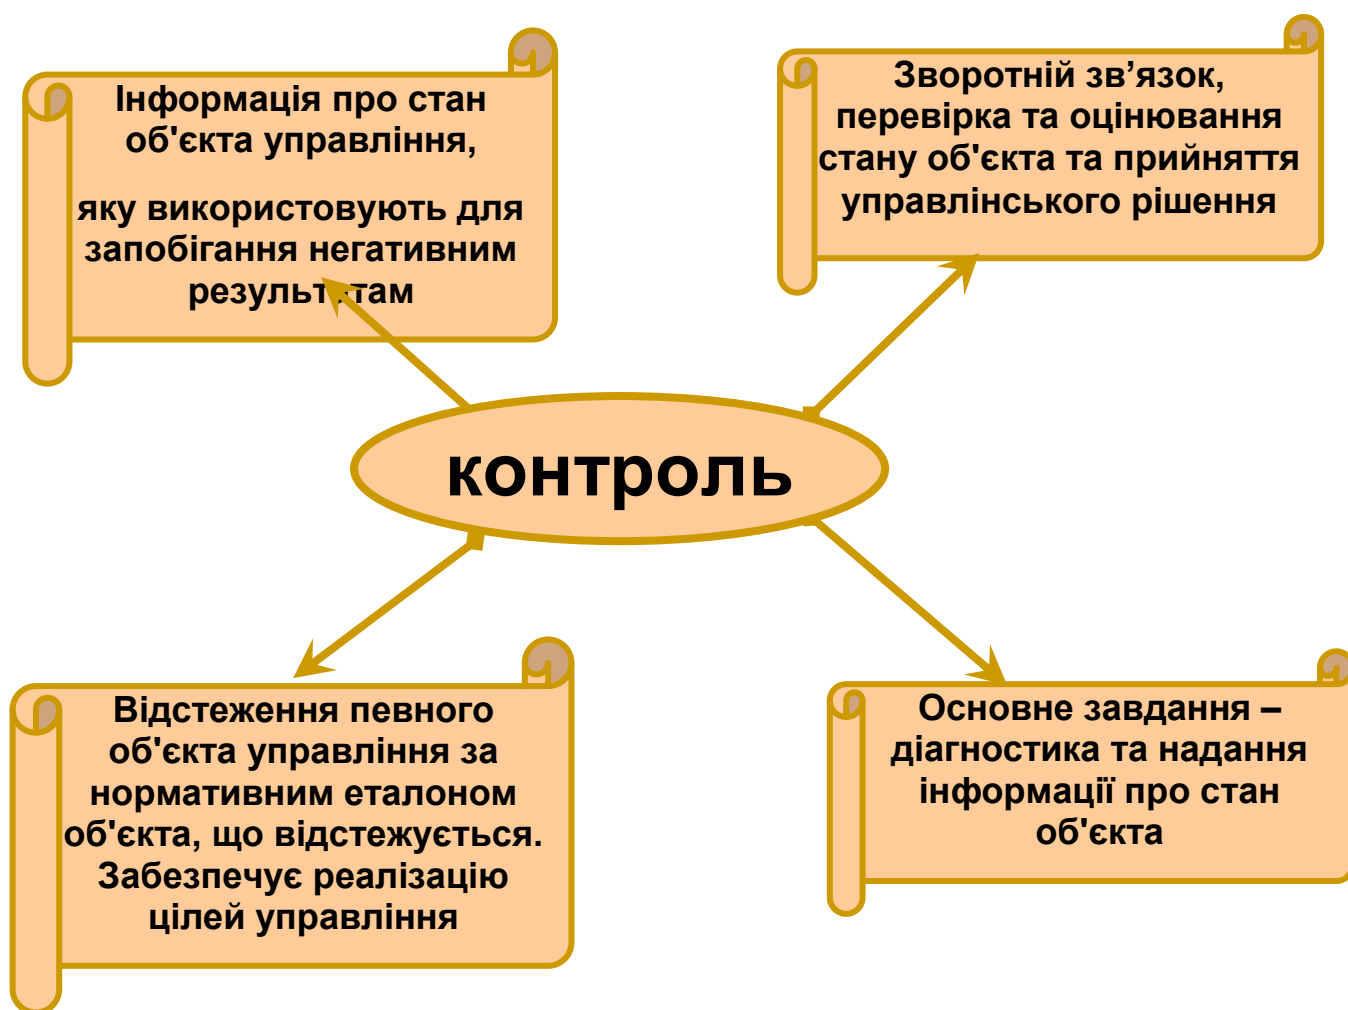 Інформація про стан
об'єкта управління,
яку використовують для
запобігання негативним
результатам
Зворотній зв’язок,
перевірка та оцінювання
стану об'єкта та прийняття
управлінського рішення
контроль
Відстеження певного
об'єкта управління за
нормативним еталоном
об'єкта, що відстежується.
Забезпечує реалізацію
цілей управління
Основне завдання –
діагностика та надання
інформації про стан
об'єкта